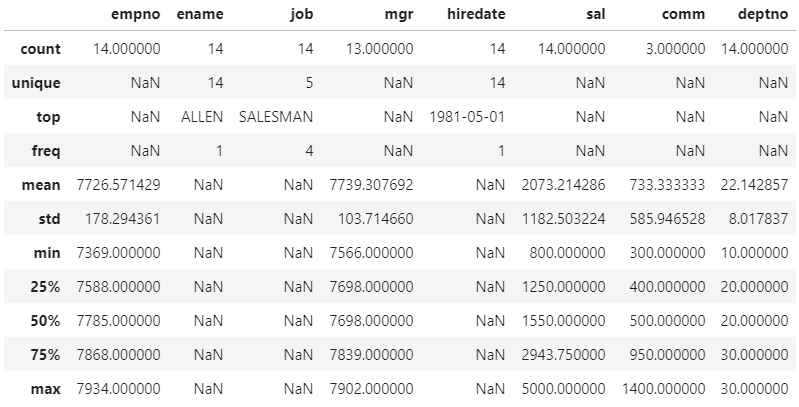 empno ename job mgr hiredate sal comm deptno
count 14.000000 14 14 13.000000 14 14.000000 3.000000 14.000000
unique NaN 14 5 NaN 14 NaN NaN NaN
top NaN ALLEN SALESMAN NaN 1981-05-01 NaN NaN NaN
freq NaN 1 4 NaN 1 NaN NaN NaN
mean 7726.571429 NaN NaN 7739.307692 NaN 2073.214286 733.333333 22.142857
std 178.294361 NaN NaN 103.714660 NaN 1182.503224 585.946528 8.017837
min 7369.000000 NaN NaN 7566.000000 NaN 800.000000 300.000000 10.000000
25% 7588.000000 NaN NaN 7698.000000 NaN 1250.000000 400.000000 20.000000
50% 7785.000000 NaN NaN 7698.000000 NaN 1550.000000 500.000000 20.000000
75% 7868.000000 NaN NaN 7839.000000 NaN 2943.750000 950.000000 30.000000
max 7934.000000 NaN NaN 7902.000000 NaN 5000.000000 1400.000000 30.000000